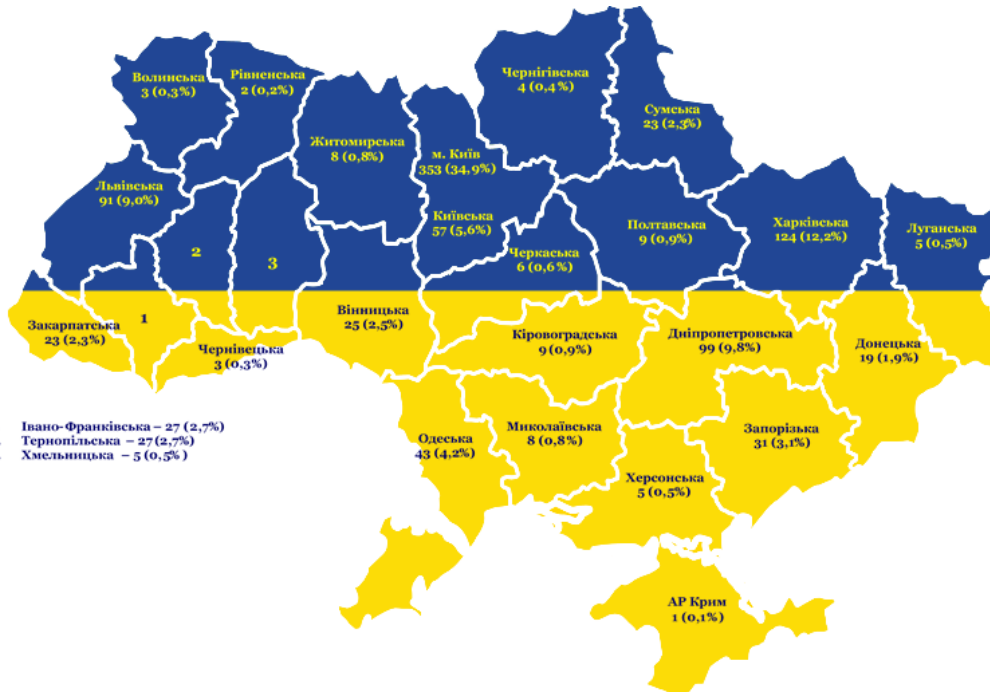 Волинська
3 (0,3%)
Рівненська
2 (0,2%)
Житомирська
8 (0,8%)
м. Київ
353 (34,9%)
Київська
57 (5,6%)
Чернігівська
4 (0,4%)
Сумська
23 (2,3%)
Львівська
91 (9,0%)
2
3
Черкаська
6 (0,6%)
Полтавська
9 (0,9%)
Харківська
124 (12,2%)
Луганська
5 (0,5%)
Закарпатська
23 (2,3%)
1
Чернівецька
3 (0,3%)
Вінницька
25 (2,5%)
Кіровоградська
9 (0,9%)
Дніпропетровська
99 (9,8%)
Донецька
19 (1,9%)
Івано-Франківська – 27 (2,7%)
Тернопільська – 27 (2,7%)
Хмельницька – 5 (0,5% )
Одеська
43 (4,2%)
Миколаївська
8 (0,8%)
Запорізька
31 (3,1%)
Херсонська
5 (0,5%)
АР Крим
1 (0,1%)